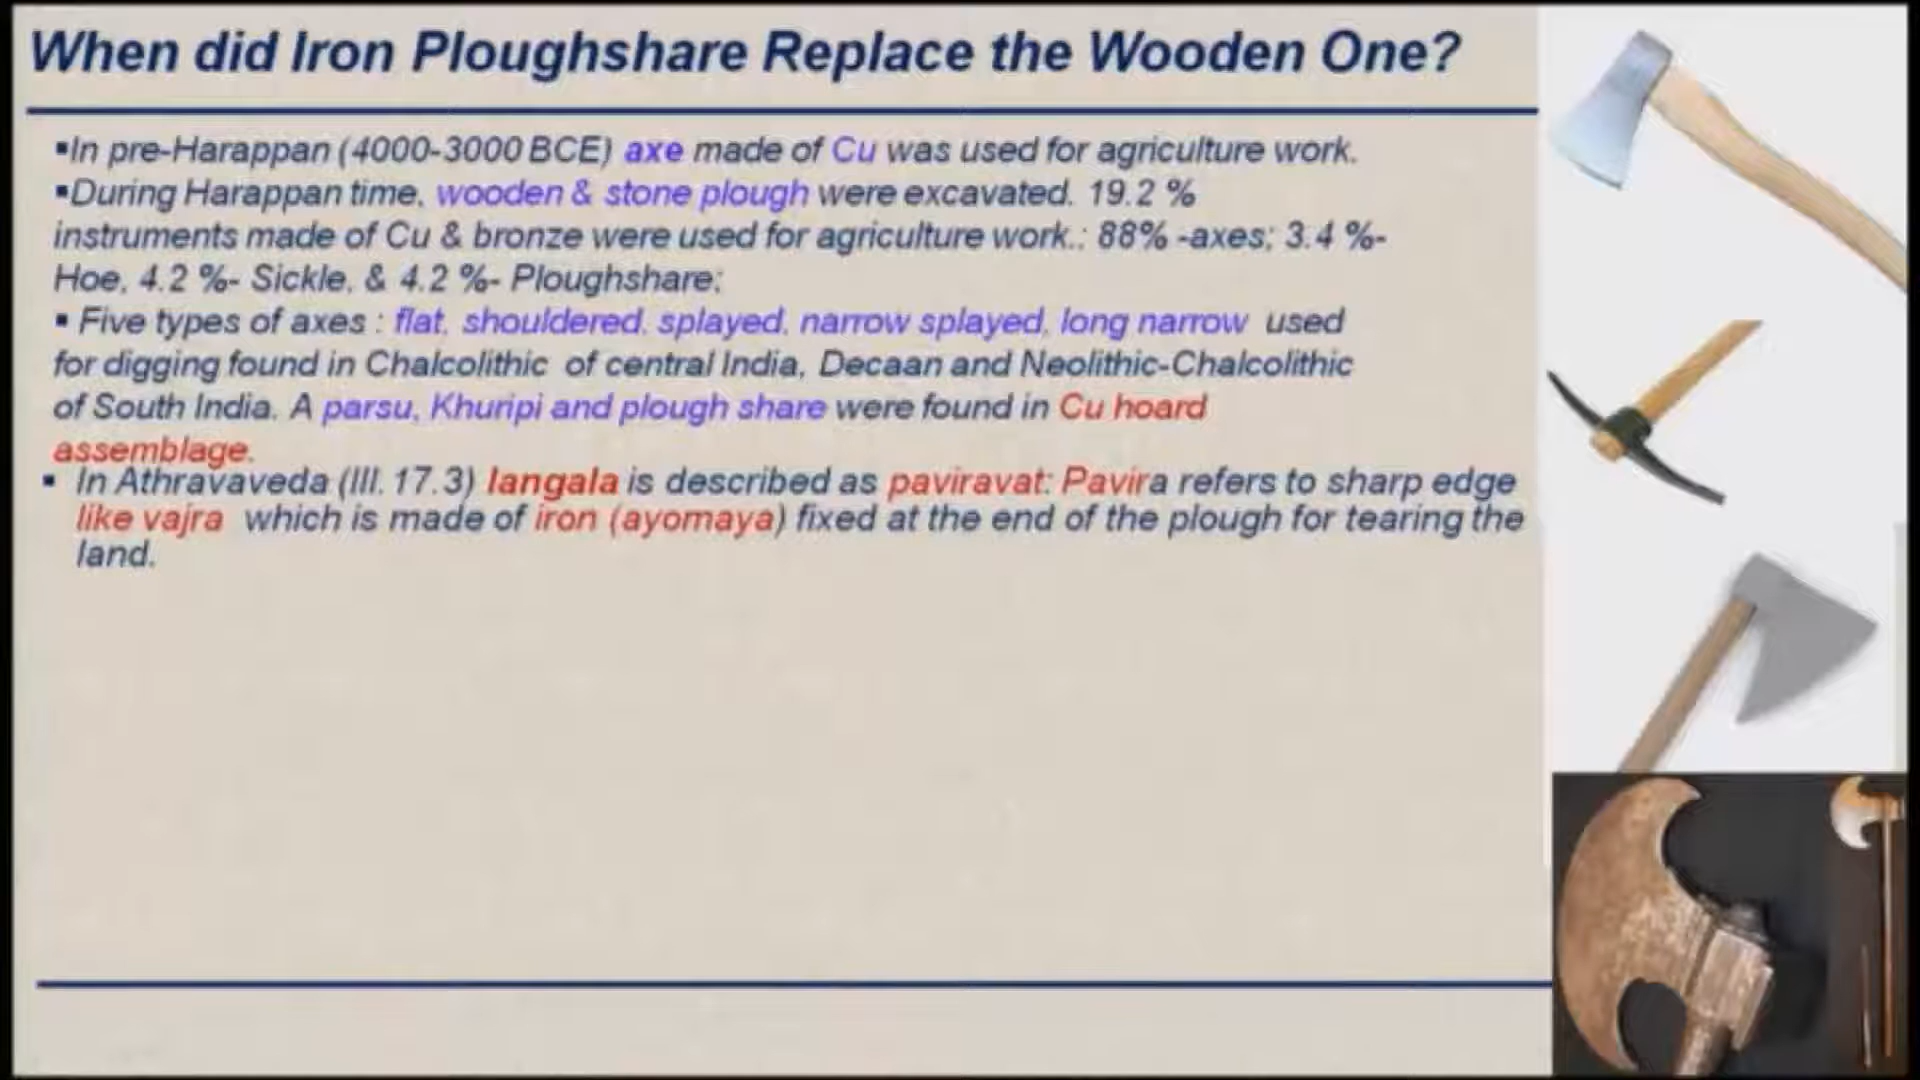 When did Iron Ploughshare Replace the Wooden One?
▪In pre-Harappan (4000-3000 BCE) axe made of Cu was used for agriculture work.
▪During Harappan time, wooden & stone plough were excavated. 19.2 %
instruments made of Cu & bronze were used for agriculture work.: 88% -axes; 3.4 %-
Hoe, 4.2 %- Sickle, & 4.2 %- Ploughshare;
▪ Five types of axes : flat, shouldered, splayed, narrow splayed, long narrow used
for digging found in Chalcolithic of central India, Decaan and Neolithic-Chalcolithic
of South India. A parsu, Khuripi and plough share were found in Cu hoard
assemblage.
▪ In Athravaveda (III. 17.3) langala is described as paviravat: Pavira refers to sharp edge
like vajra which is made of iron (ayomaya) fixed at the end of the plough for tearing the
land.